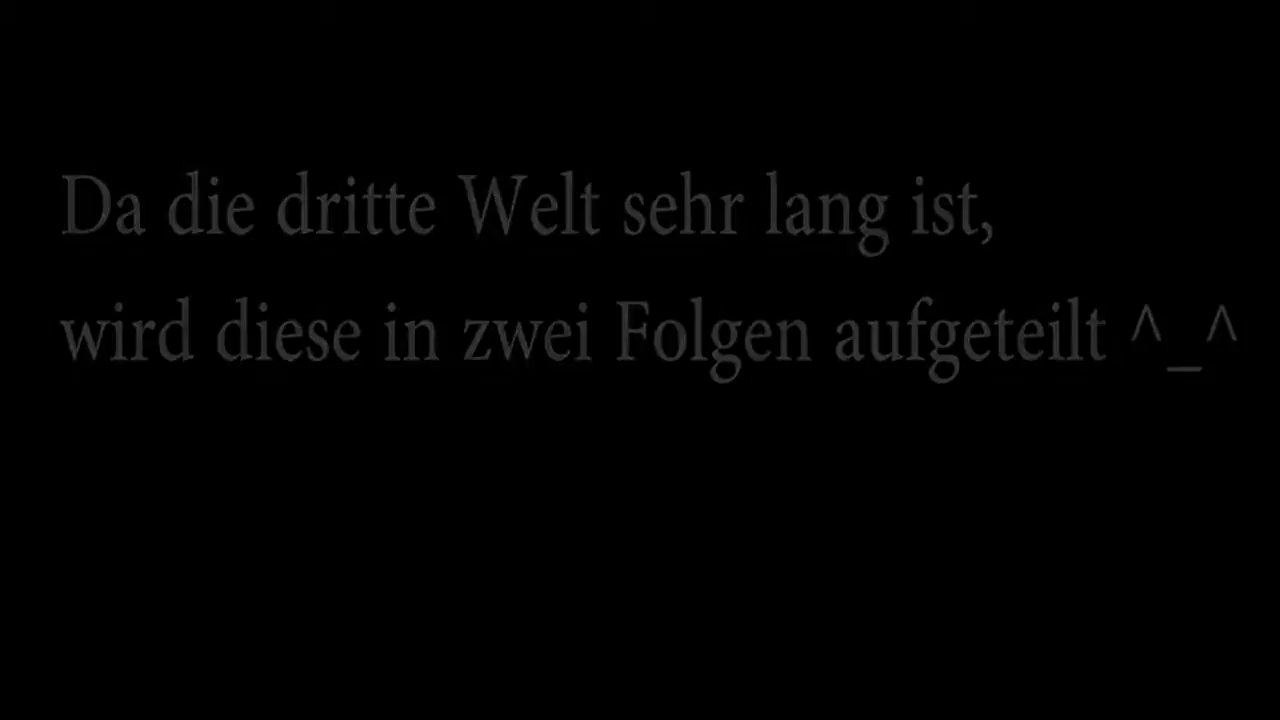 Da die dritte Welt sehr lang ist,
wird diese in zwei Folgen aufgeteilt ^_^